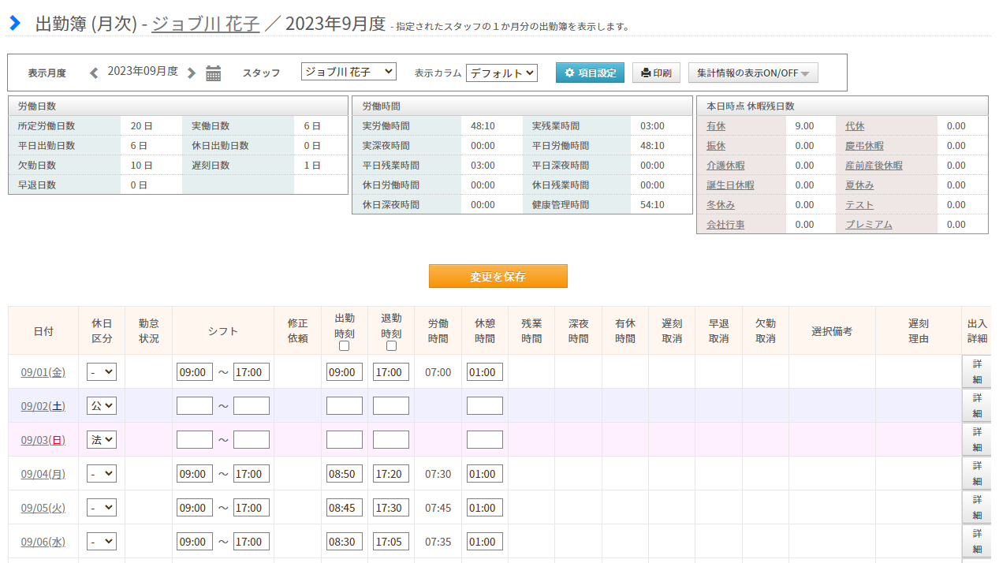 出勤簿 (月次) - ジョブ川 花子 ／ 2023年9月度 - 指定されたスタッフの１か月分の出勤簿を表示します。
表示月度 2023年09月度 スタッフ ジョブ川 花子 表示カラム デフォルト 項目設定 印刷 集計情報の表示ON/OFF
労働日数
所定労働日数 20 日 実働日数 6 日
平日出勤日数 6 日 休日出勤日数 0 日
欠勤日数 10 日 遅刻日数 1 日
早退日数 0 日
労働時間
実労働時間 48:10 実残業時間 03:00
実深夜時間 00:00 平日労働時間 48:10
平日残業時間 03:00 平日深夜時間 00:00
休日労働時間 00:00 休日残業時間 00:00
休日深夜時間 00:00 健康管理時間 54:10
本日時点 休暇残日数
有休 9.00 代休 0.00
振休 0.00 慶弔休暇 0.00
介護休暇 0.00 産前産後休暇 0.00
誕生日休暇 0.00 夏休み 0.00
冬休み 0.00 テスト 0.00
会社行事 0.00 プレミアム 0.00
変更を保存
日付 休日区分 勤怠状況 シフト 修正依頼 出勤時刻 退勤時刻 労働時間 休憩時間 残業時間 深夜時間 有休時間 遅刻取消 早退取消 欠勤取消 選択備考 遅刻理由 出入詳細
09/01(金) - 09:00 ～ 17:00 09:00 17:00 07:00 01:00 詳細
09/02(土) 公 ～ 詳細
09/03(日) 法 ～ 詳細
09/04(月) - 09:00 ～ 17:00 08:50 17:20 07:30 01:00 詳細
09/05(火) - 09:00 ～ 17:00 08:45 17:30 07:45 01:00 詳細
09/06(水) - 09:00 ～ 17:00 08:30 17:05 07:35 01:00 詳細